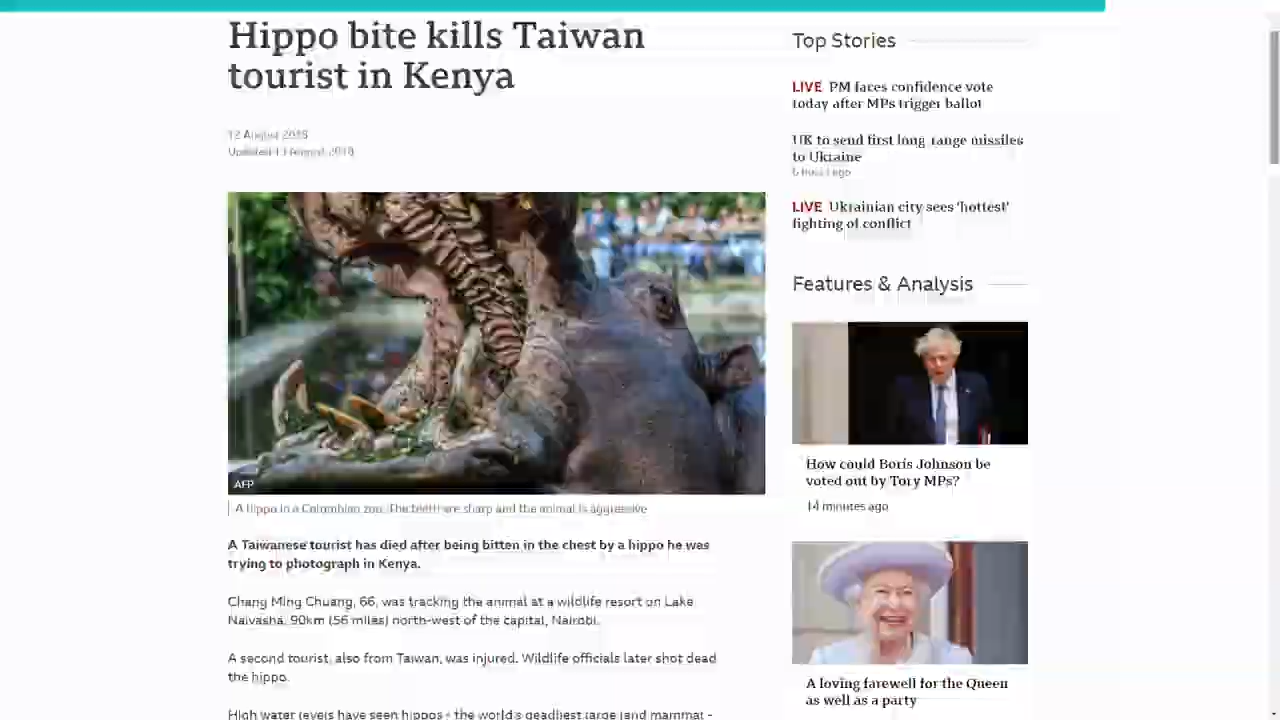 Hippo bite kills Taiwan
tourist in Kenya
12 August 2018
Updated 13 August 2018
AFP
A hippo in a Colombian zoo. The teeth are sharp and the animal is aggressive
A Taiwanese tourist has died after being bitten in the chest by a hippo he was
trying to photograph in Kenya.
Chang Ming Chuang, 66, was tracking the animal at a wildlife resort on Lake
Naivasha, 90km (56 miles) north-west of the capital, Nairobi.
A second tourist, also from Taiwan, was injured. Wildlife officials later shot dead
the hippo.
High water levels have seen hippos - the world's deadliest large land mammal -
Top Stories
LIVE PM faces confidence vote
today after MPs trigger ballot
UK to send first long-range missiles
to Ukraine
hours ago
LIVE Ukrainian city sees 'hottest'
fighting of conflict
Features & Analysis
How could Boris Johnson be
voted out by Tory MPs?
14 minutes ago
A loving farewell for the Queen
as well as a party